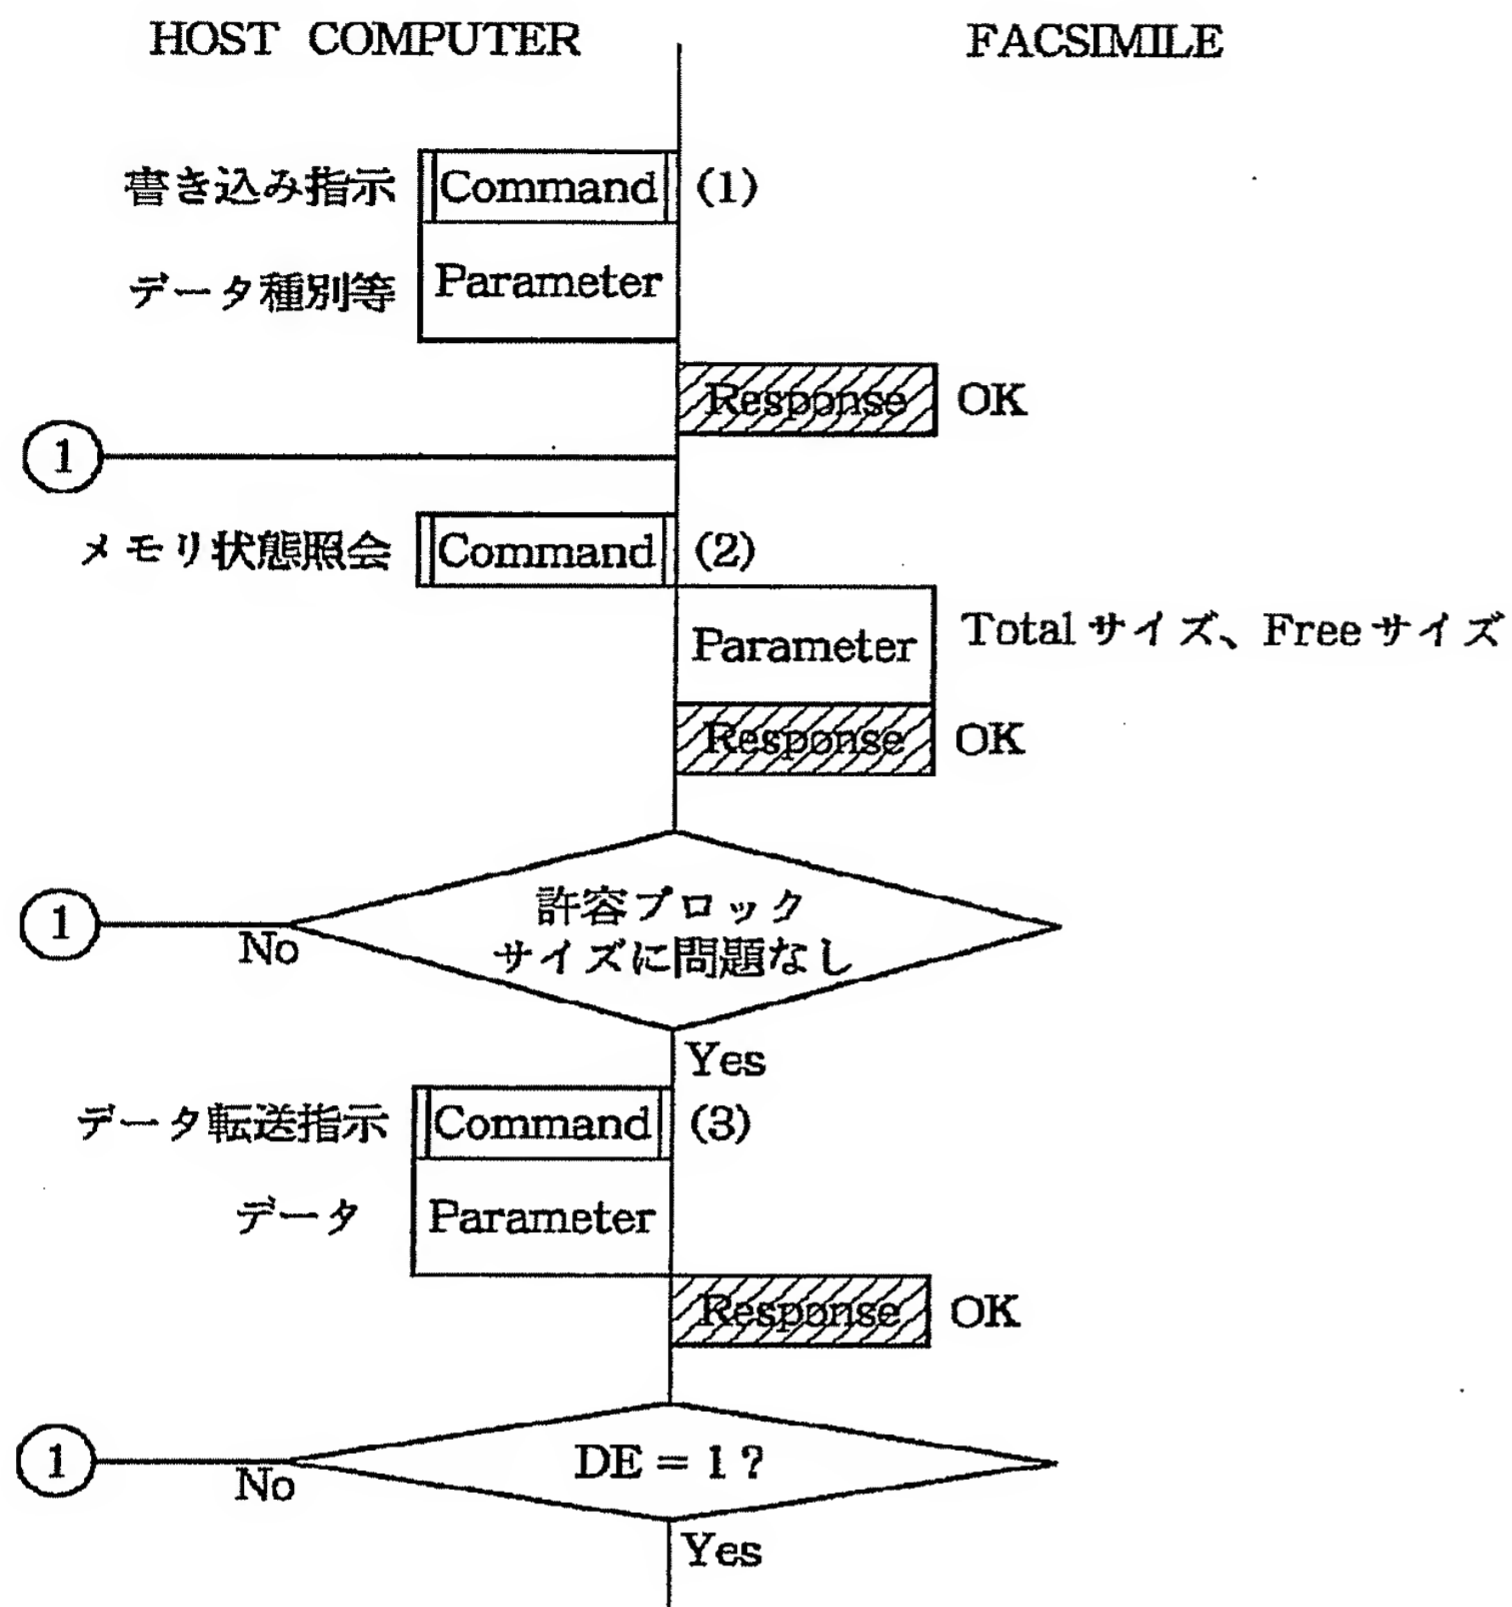 HOST COMPUTER FACSIMILE
書き込み指示 Command (1)
データ種別等 Parameter
Response OK
1
メモリ状態照会 Command (2)
Parameter Totalサイズ、Freeサイズ
Response OK
許容ブロック
サイズに問題なし
1 No
Yes
データ転送指示 Command (3)
データ Parameter
Response OK
DE = 1 ?
1 No
Yes